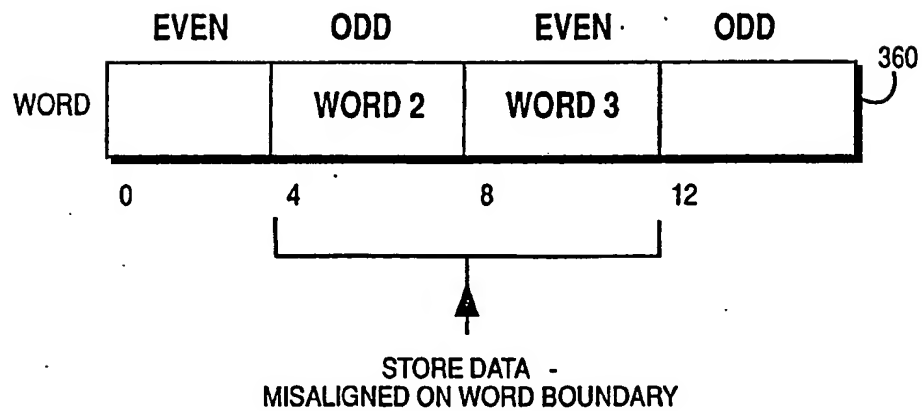 EVEN ODD EVEN ODD
360
WORD WORD 2 WORD 3
0 4 8 12
STORE DATA -
MISALIGNED ON WORD BOUNDARY